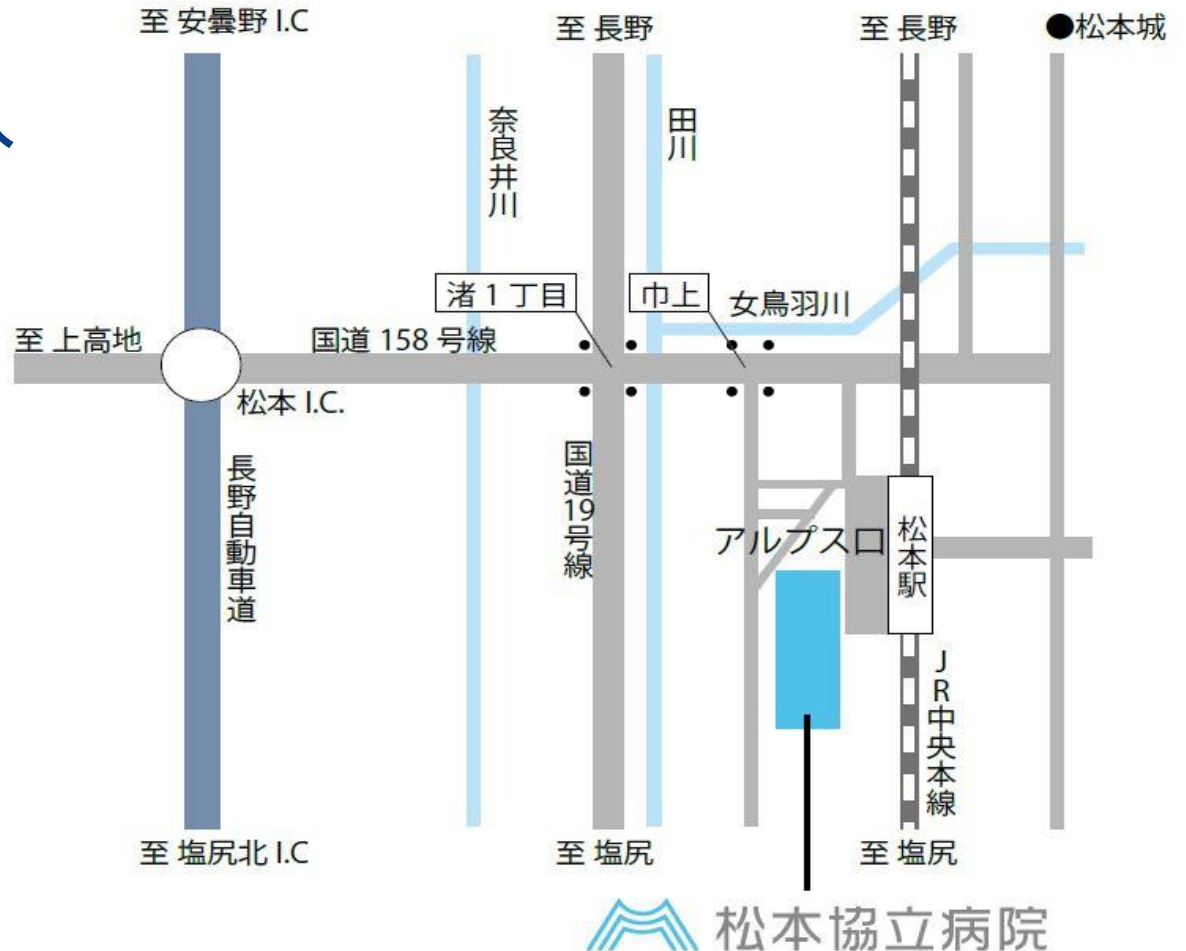 至 安曇野 I.C
至 長野
至 長野
●松本城
奈良井川
田川
渚 1 丁目
巾上
女鳥羽川
至 上高地
国道 158 号線
松本 I.C.
長野自動車道
国道19号線
アルプス口
松本駅
JR中央本線
至 塩尻北 I.C
至 塩尻
至 塩尻
松本協立病院